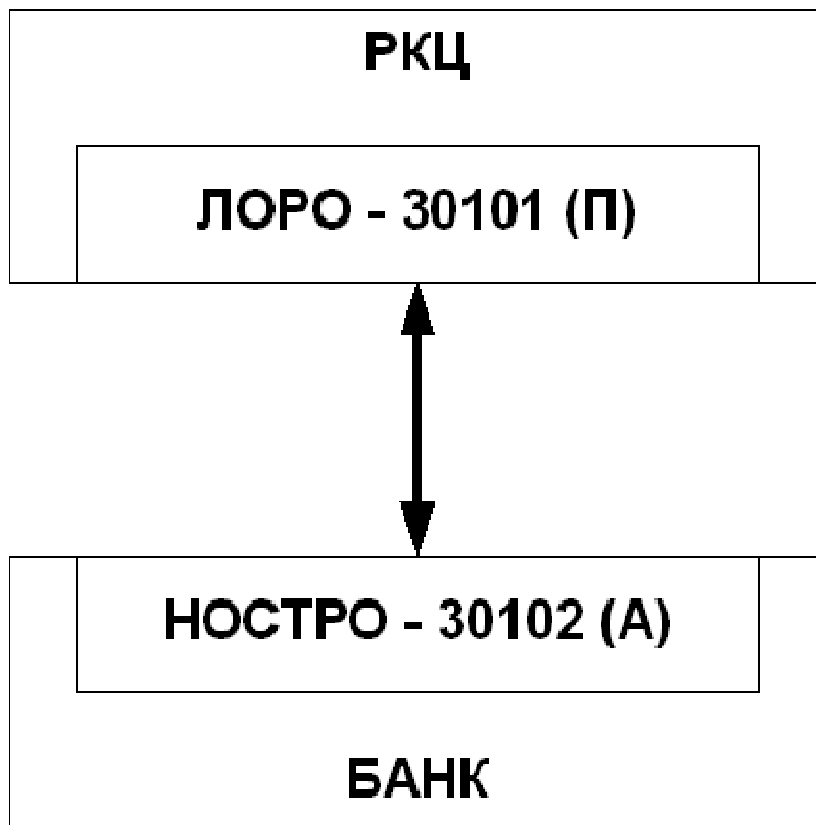 РКЦ
ЛОРО - 30101 (П)
НОСТРО - 30102 (А)
БАНК